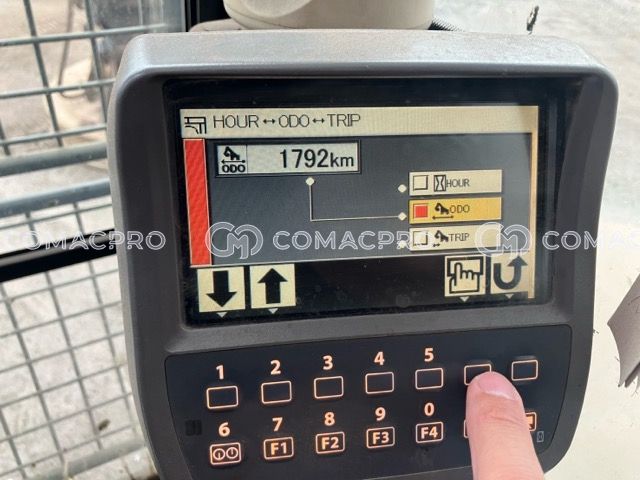 HOUR↔ODO↔TRIP
ODO 1792km
HOUR
ODO
TRIP
COMACPRO COMACPRO COM
1 2 3 4 5
6 7 8 9 0
F1 F2 F3 F4